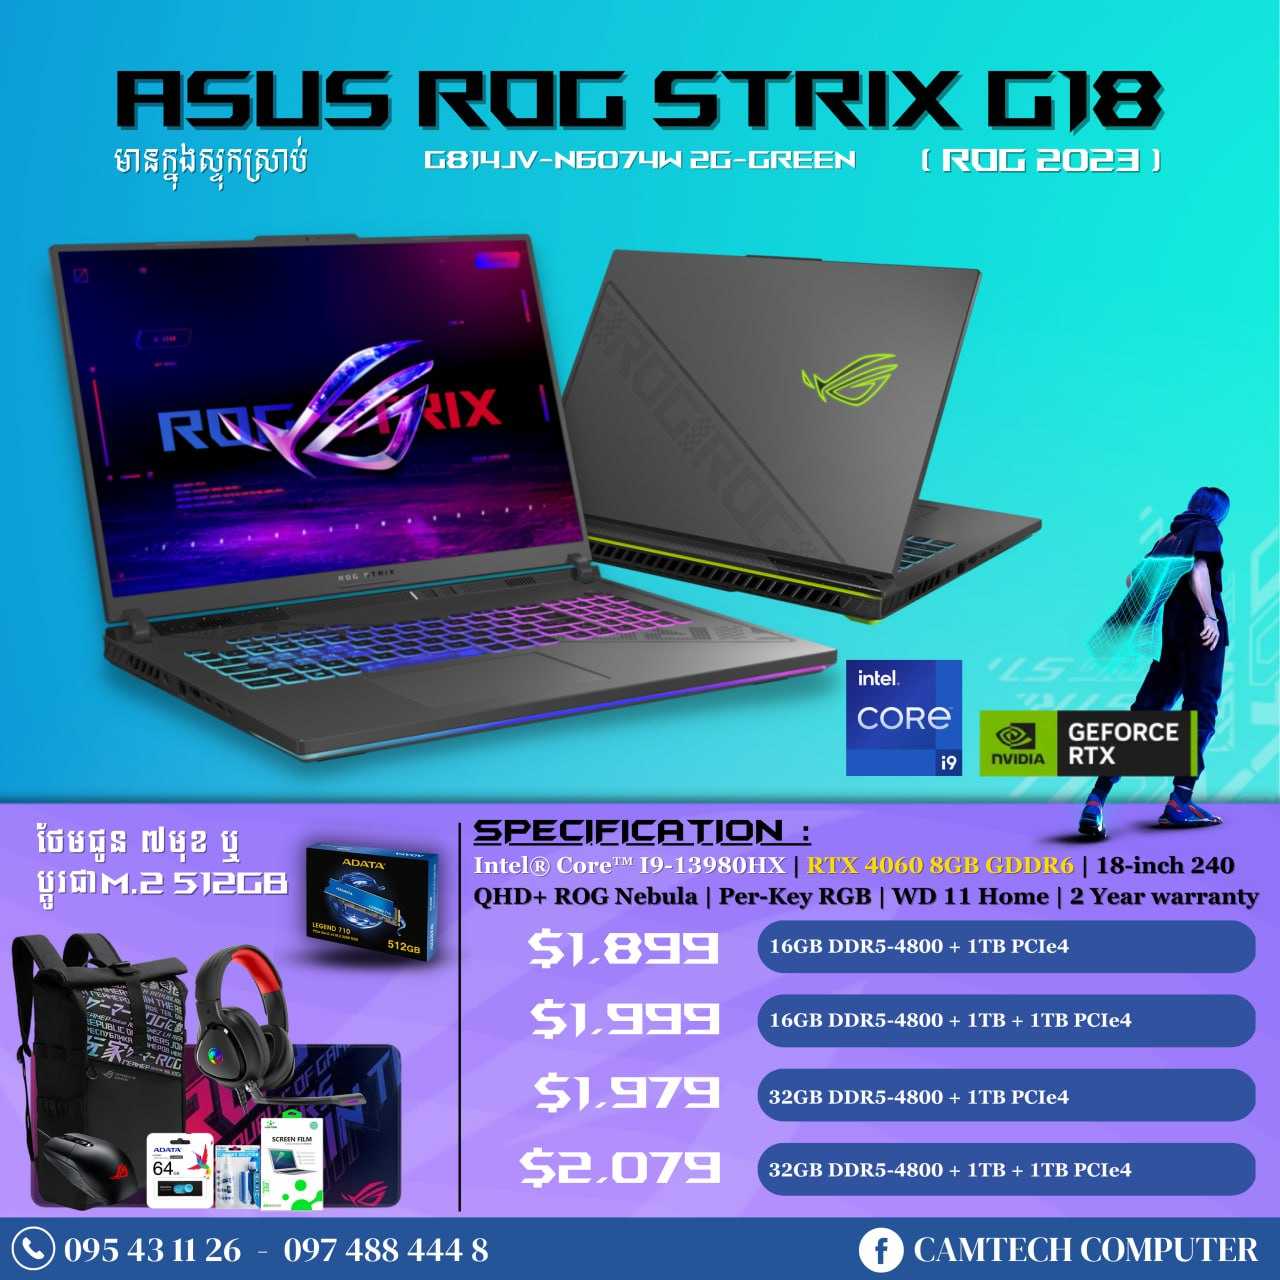 ASUS ROG STRIX G18
មានក្នុងស្តុកស្រាប់
G814JV-N6074W 2G-GREEN
( ROG 2023 )
ROG STRIX
ROG STRIX
ROG
intel
CORE
i9
NVIDIA
GEFORCE
RTX
ថែមជូន ៧មុខ ឬ
ប្តូរជាM.2 512GB
ADATA
LEGEND 710
512GB
ADATA
64GB
SCREEN FILM
SPECIFICATION :
Intel® Core™ I9-13980HX | RTX 4060 8GB GDDR6 | 18-inch 240
QHD+ ROG Nebula | Per-Key RGB | WD 11 Home | 2 Year warranty
$1,899 16GB DDR5-4800 + 1TB PCIe4
$1,999 16GB DDR5-4800 + 1TB + 1TB PCIe4
$1,979 32GB DDR5-4800 + 1TB PCIe4
$2,079 32GB DDR5-4800 + 1TB + 1TB PCIe4
095 43 11 26 - 097 488 444 8
CAMTECH COMPUTER